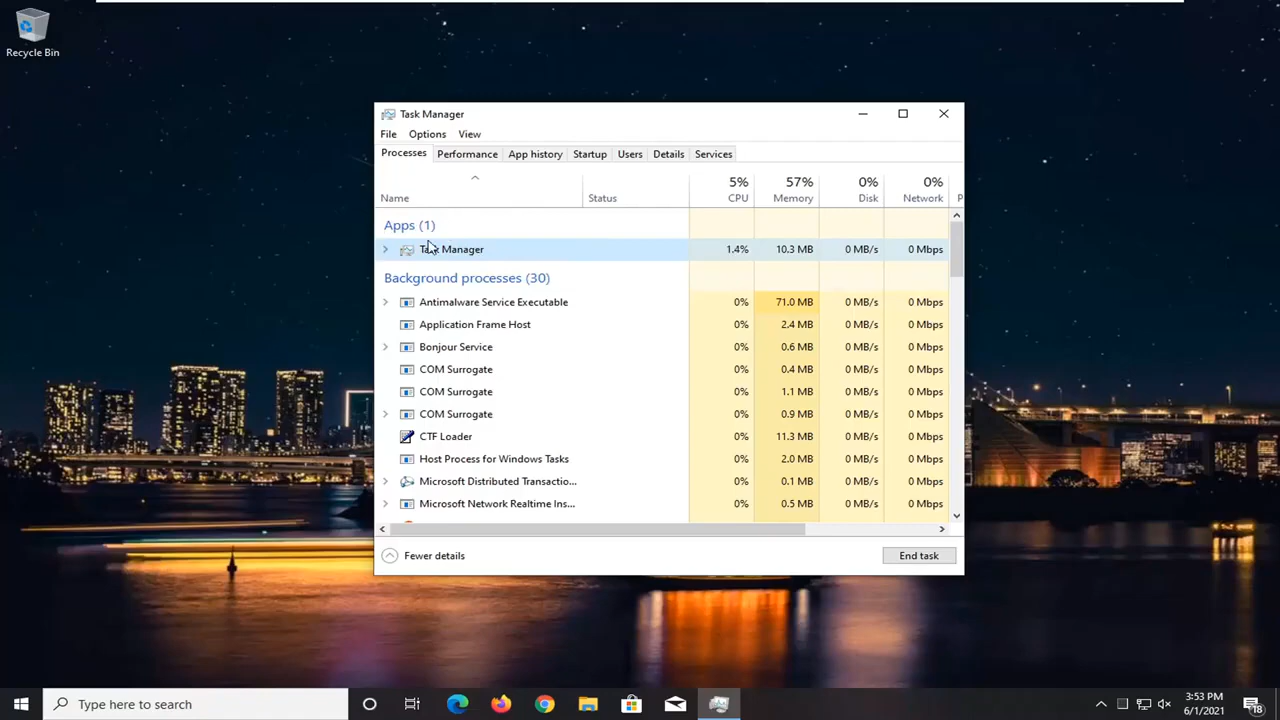 Recycle Bin
Task Manager
File Options View
Processes Performance App history Startup Users Details Services
5% 57% 0% 0%
Name Status CPU Memory Disk Network P
Apps (1)
Task Manager 1.4% 10.3 MB 0 MB/s 0 Mbps
Background processes (30)
Antimalware Service Executable 0% 71.0 MB 0 MB/s 0 Mbps
Application Frame Host 0% 2.4 MB 0 MB/s 0 Mbps
Bonjour Service 0% 0.6 MB 0 MB/s 0 Mbps
COM Surrogate 0% 0.4 MB 0 MB/s 0 Mbps
COM Surrogate 0% 1.1 MB 0 MB/s 0 Mbps
COM Surrogate 0% 0.9 MB 0 MB/s 0 Mbps
CTF Loader 0% 11.3 MB 0 MB/s 0 Mbps
Host Process for Windows Tasks 0% 2.0 MB 0 MB/s 0 Mbps
Microsoft Distributed Transactio... 0% 0.1 MB 0 MB/s 0 Mbps
Microsoft Network Realtime Ins... 0% 0.5 MB 0 MB/s 0 Mbps
Fewer details End task
Type here to search
3:53 PM
6/1/2021
18